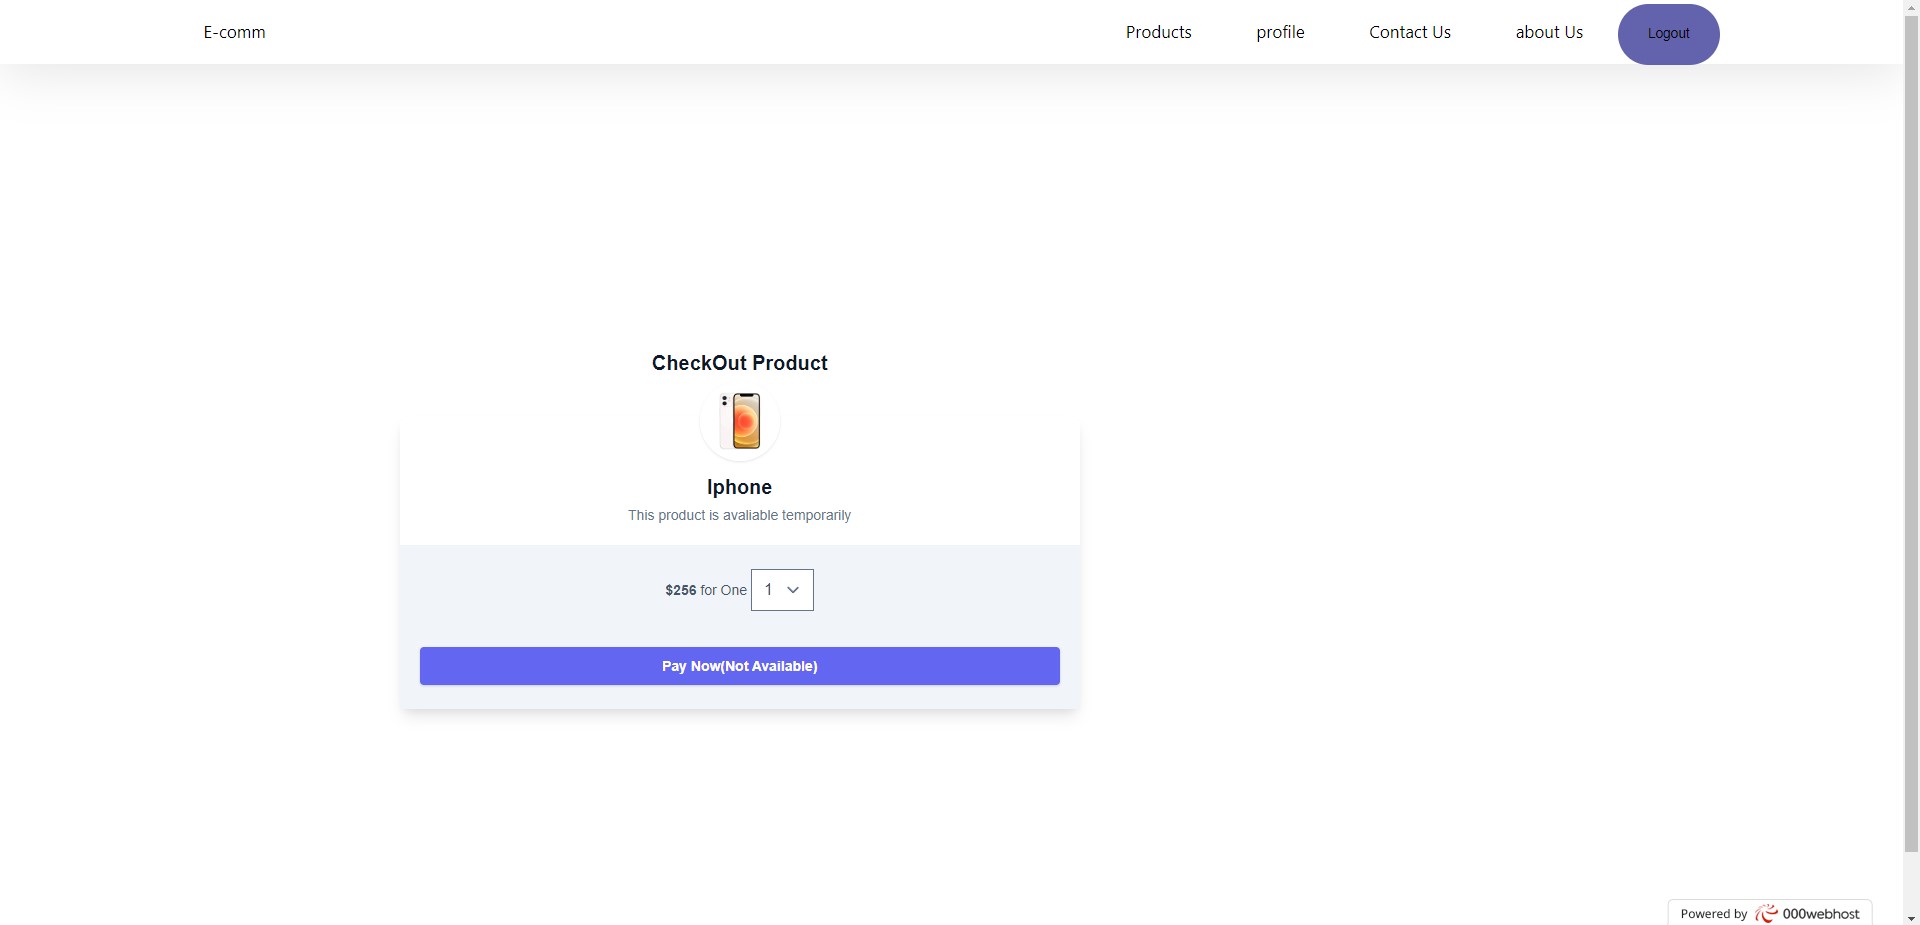 E-comm
Products
profile
Contact Us
about Us
Logout
CheckOut Product
Iphone
This product is avaliable temporarily
$256 for One 1
Pay Now(Not Available)
Powered by 000webhost